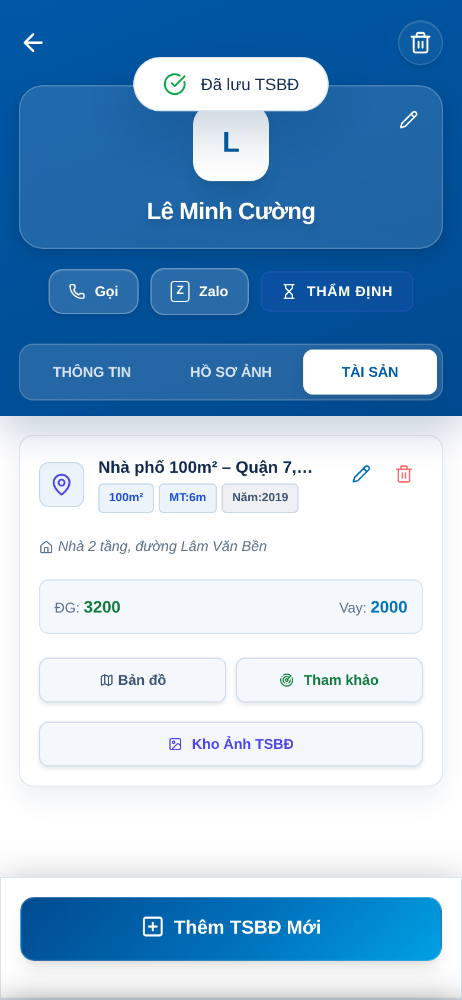 Đã lưu TSBĐ
L
Lê Minh Cường
Gọi
Z Zalo
THẨM ĐỊNH
THÔNG TIN
HỒ SƠ ẢNH
TÀI SẢN
Nhà phố 100m² – Quận 7,...
100m²
MT:6m
Năm:2019
Nhà 2 tầng, đường Lâm Văn Bền
ĐG: 3200
Vay: 2000
Bản đồ
Tham khảo
Kho Ảnh TSBĐ
Thêm TSBĐ Mới